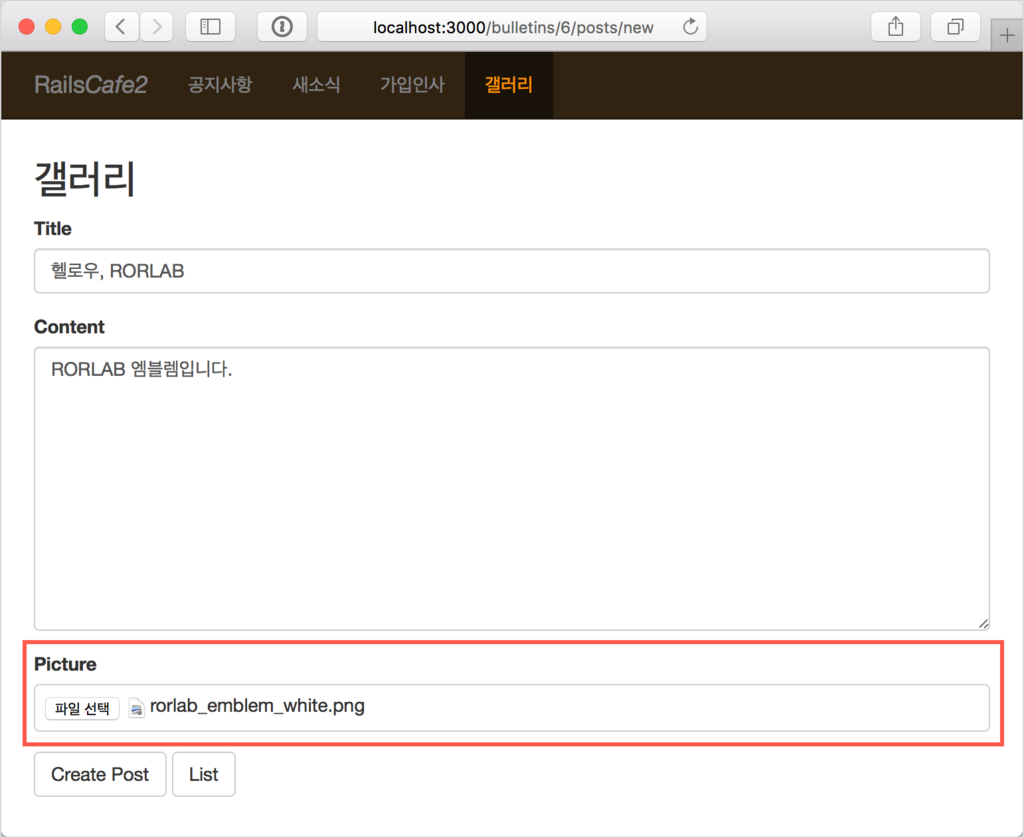 localhost:3000/bulletins/6/posts/new
RailsCafe2 공지사항 새소식 가입인사 갤러리
갤러리
Title
헬로우, RORLAB
Content
RORLAB 엠블렘입니다.
Picture
파일 선택 rorlab_emblem_white.png
Create Post List